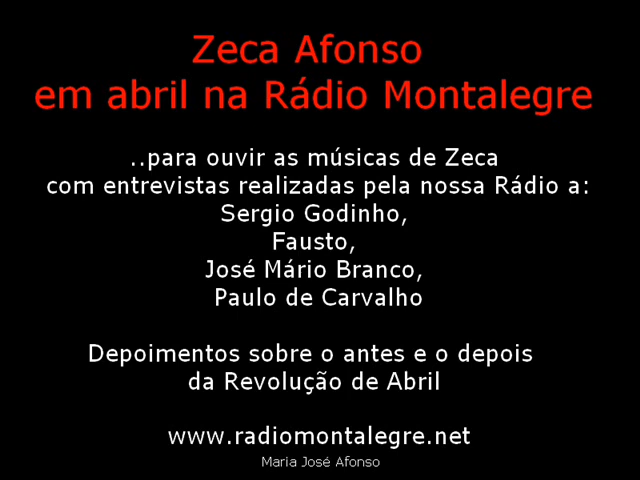 Zeca Afonso
em abril na Rádio Montalegre
..para ouvir as músicas de Zeca
com entrevistas realizadas pela nossa Rádio a:
Sergio Godinho,
Fausto,
José Mário Branco,
Paulo de Carvalho
Depoimentos sobre o antes e o depois
da Revolução de Abril
www.radiomontalegre.net
Maria José Afonso